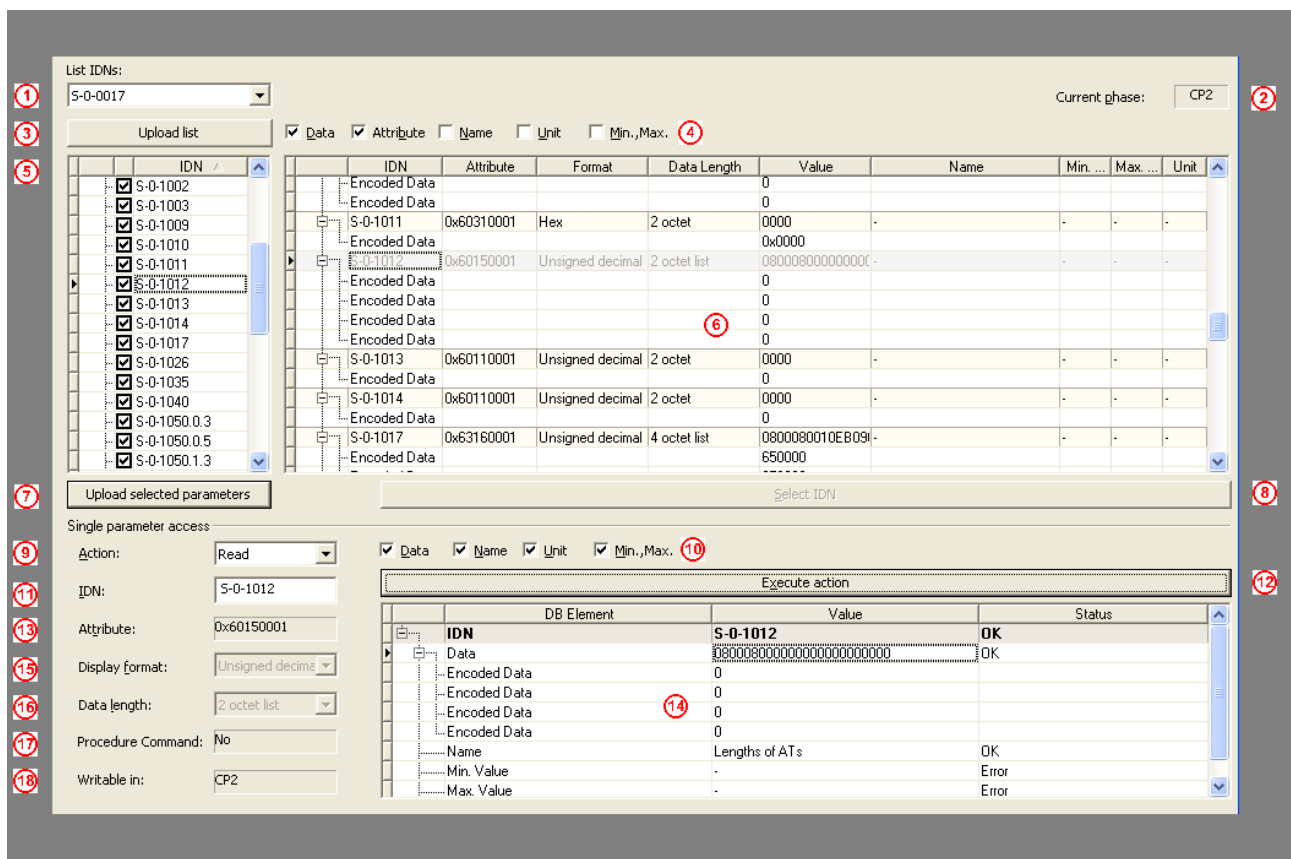 List IDNs:
1 S-0-0017 Current phase: CP2 2
3 Upload list Data Attribute Name Unit Min.,Max. 4
5 IDN
S-0-1002
S-0-1003
S-0-1009
S-0-1010
S-0-1011
S-0-1012
S-0-1013
S-0-1014
S-0-1017
S-0-1026
S-0-1035
S-0-1040
S-0-1050.0.3
S-0-1050.0.5
S-0-1050.1.3
IDN Attribute Format Data Length Value Name Min. ... Max. ... Unit
Encoded Data 0
Encoded Data 0
S-0-1011 0x60310001 Hex 2 octet 0000 - - - -
Encoded Data 0x0000
S-0-1012 0x60150001 Unsigned decimal 2 octet list 080008000000000( - - - -
Encoded Data 0
Encoded Data 0
Encoded Data 0
Encoded Data 0
6
S-0-1013 0x60110001 Unsigned decimal 2 octet 0000 - - - -
Encoded Data 0
S-0-1014 0x60110001 Unsigned decimal 2 octet 0000 - - - -
Encoded Data 0
S-0-1017 0x63160001 Unsigned decimal 4 octet list 0800080010EB09 - - - -
Encoded Data 650000
7 Upload selected parameters Select IDN 8
Single parameter access
9 Action: Read Data Name Unit Min.,Max. 10
11 IDN: S-0-1012 Execute action 12
13 Attribute: 0x60150001
15 Display format: Unsigned decima
16 Data length: 2 octet list
17 Procedure Command: No
18 Writable in: CP2
DB Element Value Status
IDN S-0-1012 OK
Data 080008000000000000000000 OK
Encoded Data 0
Encoded Data 0
Encoded Data 0
Encoded Data 0
14
Name Lengths of ATs OK
Min. Value - Error
Max. Value - Error